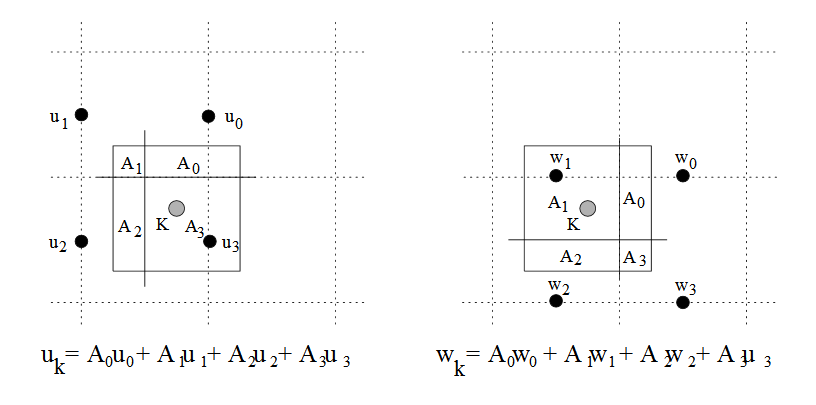 u₁ u₀ w₁ w₀
A₁ A₀ A₁ A₀
A₂ K A₃ K
u₂ u₃ A₂ A₃
w₂ w₃
uₖ = A₀u₀ + A₁u₁ + A₂u₂ + A₃u₃ wₖ = A₀w₀ + A₁w₁ + A₂w₂ + A₃u₃